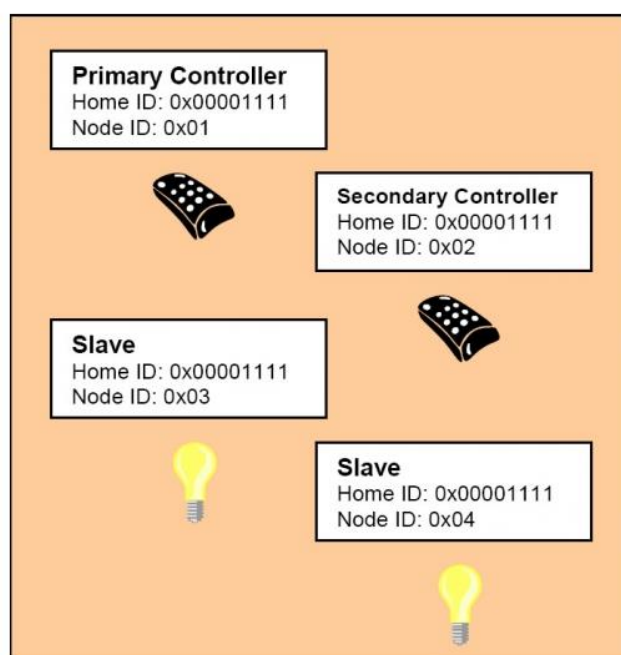 Primary Controller
Home ID: 0x00001111
Node ID: 0x01
Secondary Controller
Home ID: 0x00001111
Node ID: 0x02
Slave
Home ID: 0x00001111
Node ID: 0x03
Slave
Home ID: 0x00001111
Node ID: 0x04